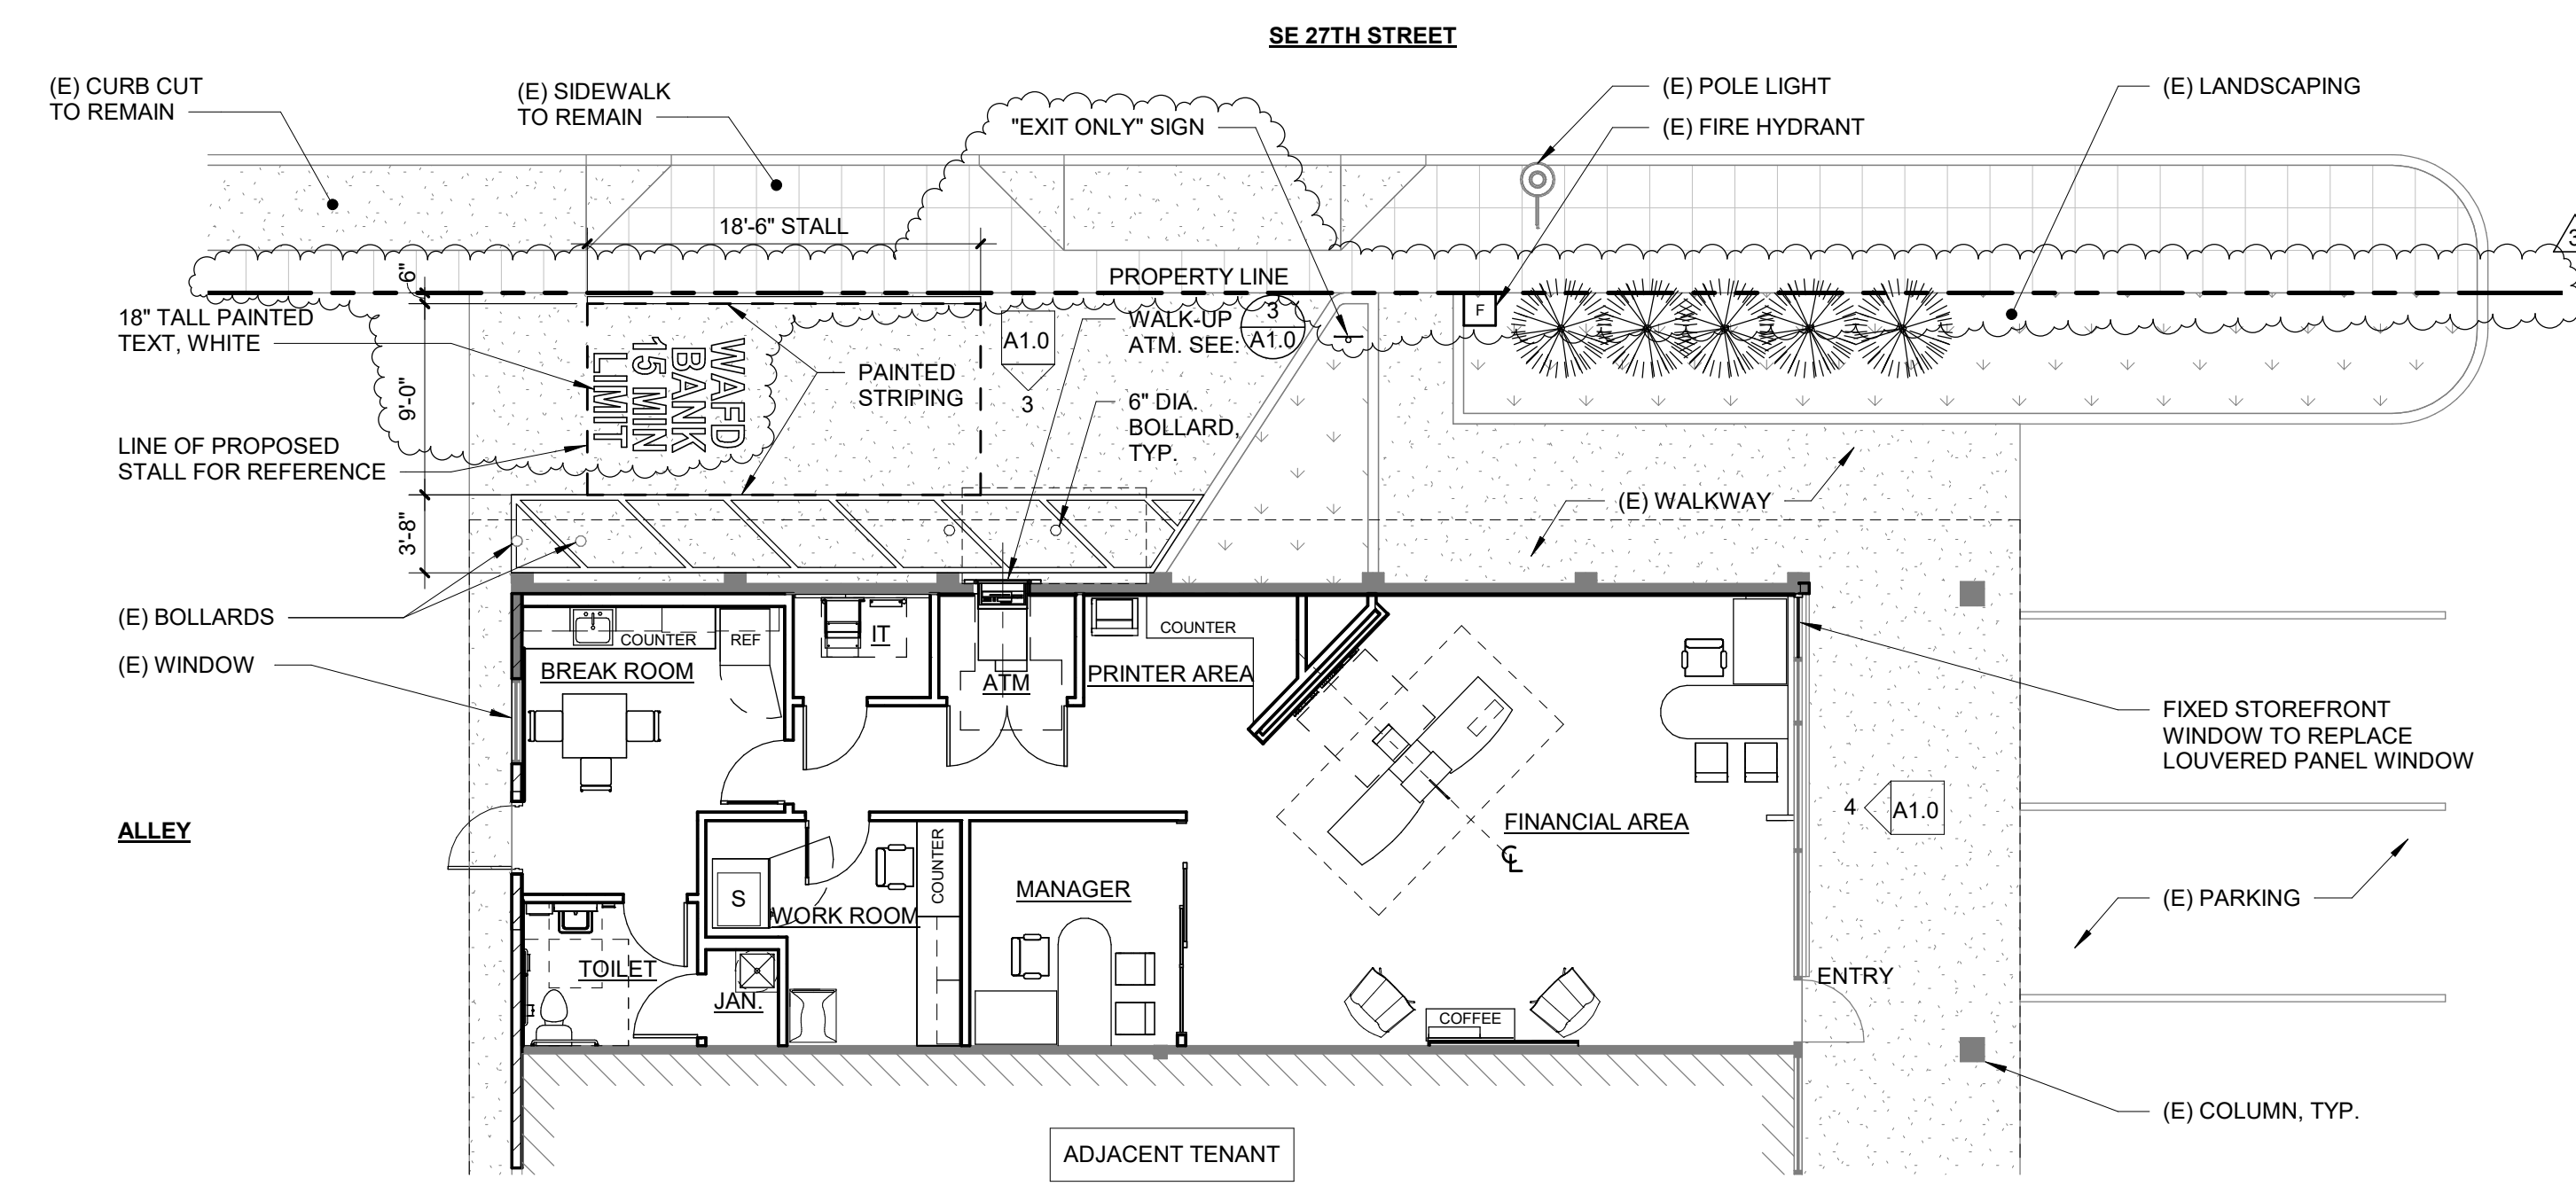 SE 27TH STREET
(E) CURB CUT
TO REMAIN
(E) SIDEWALK
TO REMAIN
"EXIT ONLY" SIGN
(E) POLE LIGHT
(E) FIRE HYDRANT
(E) LANDSCAPING
18'-6" STALL
3
6"
PROPERTY LINE
18" TALL PAINTED
TEXT, WHITE
WAFD
BANK
15 MIN
LIMIT
PAINTED
STRIPING
A1.0
3
WALK-UP
ATM. SEE:
3
A1.0
F
9'-0"
6" DIA.
BOLLARD,
TYP.
LINE OF PROPOSED
STALL FOR REFERENCE
(E) WALKWAY
3'-8"
(E) BOLLARDS
(E) WINDOW
COUNTER
REF
BREAK ROOM
IT
ATM
COUNTER
PRINTER AREA
FIXED STOREFRONT
WINDOW TO REPLACE
LOUVERED PANEL WINDOW
FINANCIAL AREA
CL
4
A1.0
ALLEY
S
WORK ROOM
COUNTER
MANAGER
(E) PARKING
TOILET
JAN.
ENTRY
COFFEE
(E) COLUMN, TYP.
ADJACENT TENANT